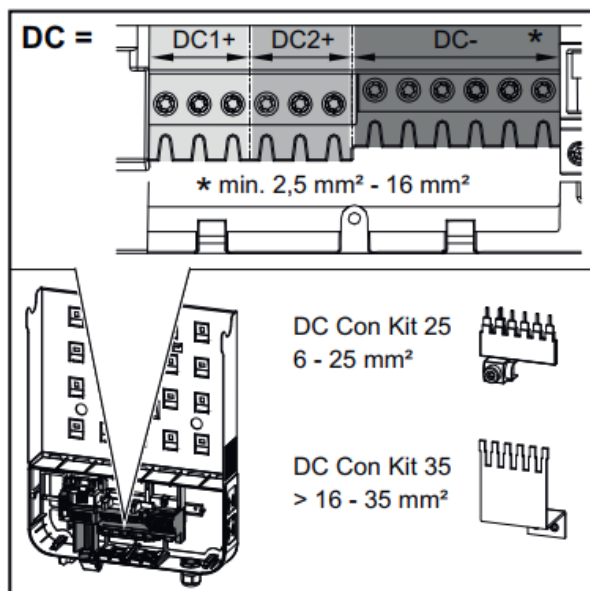 DC =
DC1+ DC2+ DC- *
* min. 2,5 mm² - 16 mm²
DC Con Kit 25
6 - 25 mm²
DC Con Kit 35
> 16 - 35 mm²